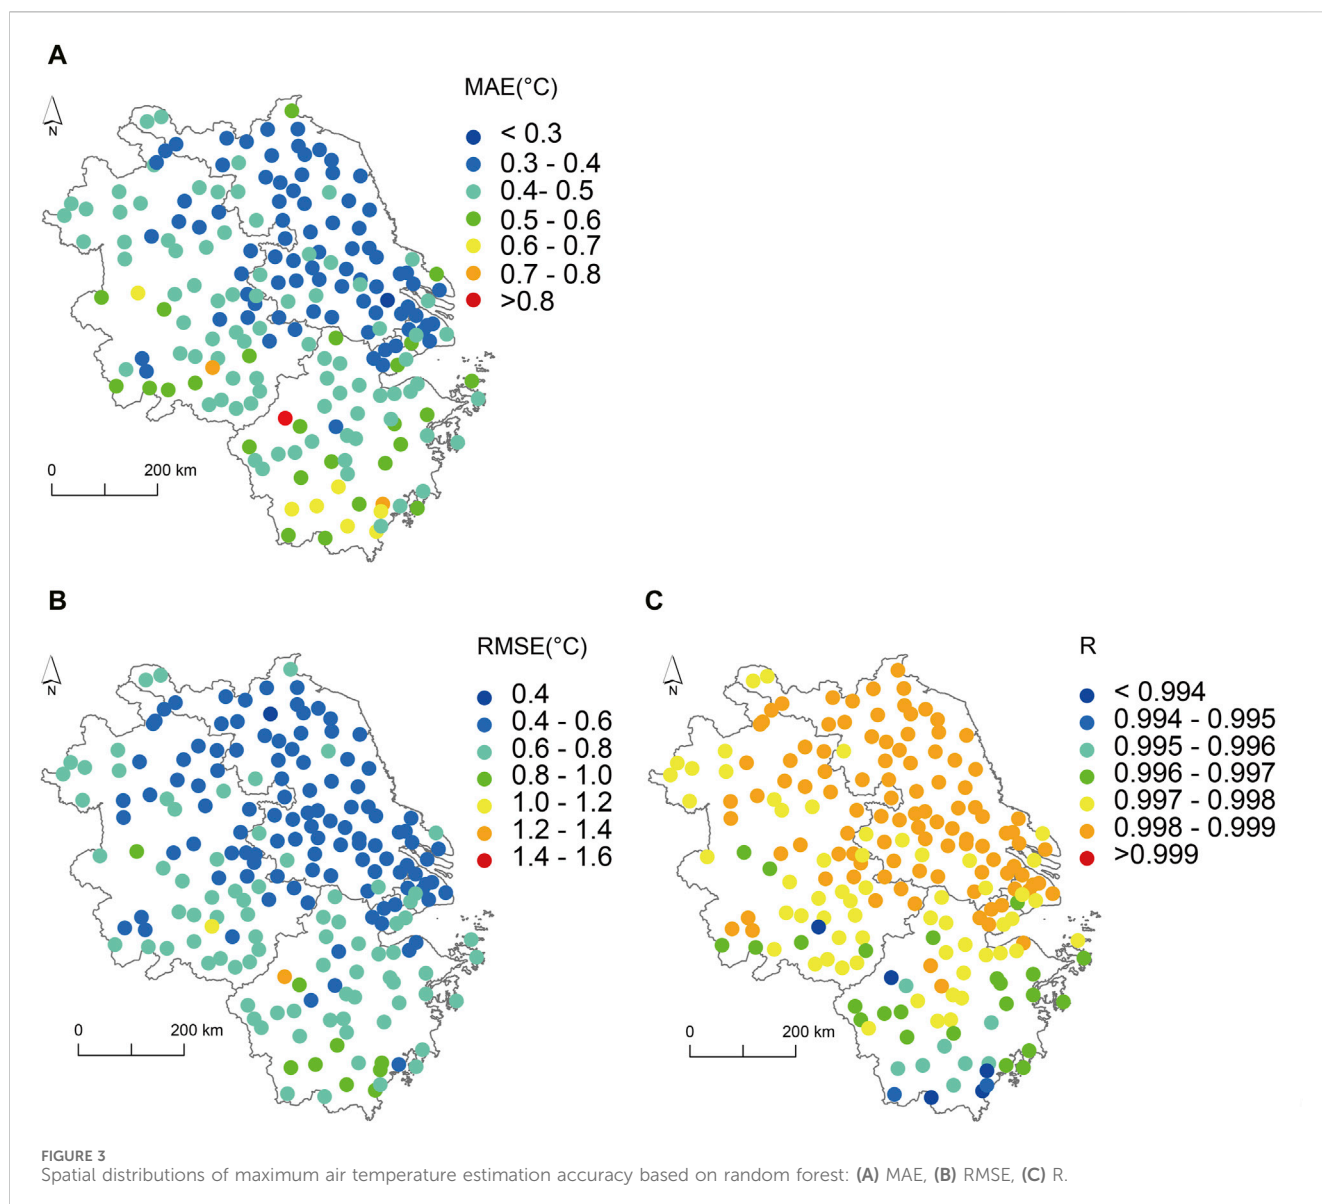 A
MAE(°C)
N
< 0.3
0.3 - 0.4
0.4- 0.5
0.5 - 0.6
0.6 - 0.7
0.7 - 0.8
>0.8
0 200 km
B
RMSE(°C)
N
0.4
0.4 - 0.6
0.6 - 0.8
0.8 - 1.0
1.0 - 1.2
1.2 - 1.4
1.4 - 1.6
0 200 km
C
R
N
< 0.994
0.994 - 0.995
0.995 - 0.996
0.996 - 0.997
0.997 - 0.998
0.998 - 0.999
>0.999
0 200 km
FIGURE 3
Spatial distributions of maximum air temperature estimation accuracy based on random forest: (A) MAE, (B) RMSE, (C) R.